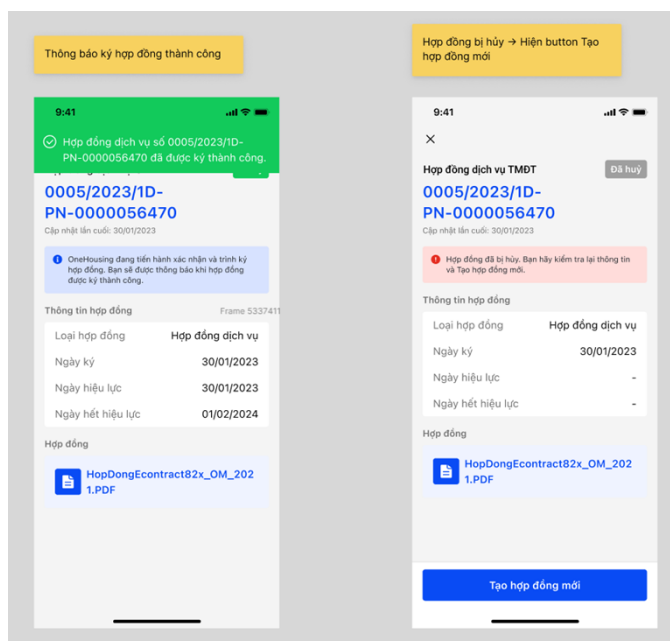 Thông báo ký hợp đồng thành công
9:41
Hợp đồng dịch vụ số 0005/2023/1D-
PN-0000056470 đã được ký thành công.
0005/2023/1D-
PN-0000056470
Cập nhật lần cuối: 30/01/2023
OneHousing đang tiến hành xác nhận và trình ký
hợp đồng. Bạn sẽ được thông báo khi hợp đồng
được ký thành công.
Thông tin hợp đồng Frame 5337411
Loại hợp đồng Hợp đồng dịch vụ
Ngày ký 30/01/2023
Ngày hiệu lực 30/01/2023
Ngày hết hiệu lực 01/02/2024
Hợp đồng
HopDongEcontract82x_OM_202
1.PDF
Hợp đồng bị hủy → Hiện button Tạo
hợp đồng mới
9:41
Hợp đồng dịch vụ TMĐT Đã huỷ
0005/2023/1D-
PN-0000056470
Cập nhật lần cuối: 30/01/2023
Hợp đồng đã bị hủy. Bạn hãy kiểm tra lại thông tin
và Tạo hợp đồng mới.
Thông tin hợp đồng
Loại hợp đồng Hợp đồng dịch vụ
Ngày ký 30/01/2023
Ngày hiệu lực -
Ngày hết hiệu lực -
Hợp đồng
HopDongEcontract82x_OM_202
1.PDF
Tạo hợp đồng mới